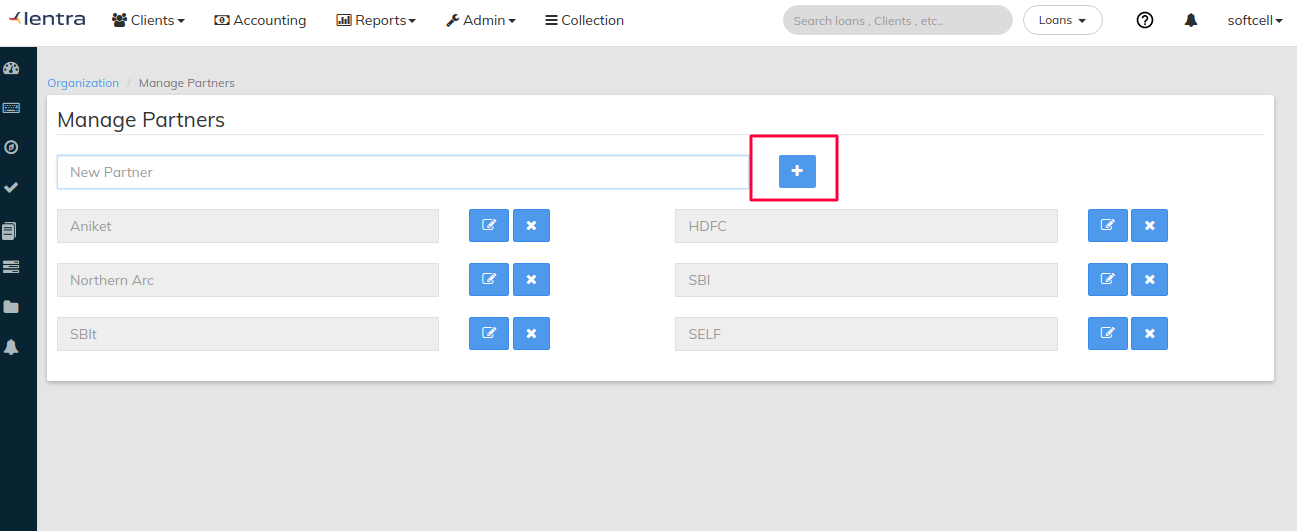 lentra Clients Accounting Reports Admin Collection Search loans , Clients , etc.. Loans softcell
Organization / Manage Partners
Manage Partners
New Partner
Aniket HDFC
Northern Arc SBI
SBIt SELF